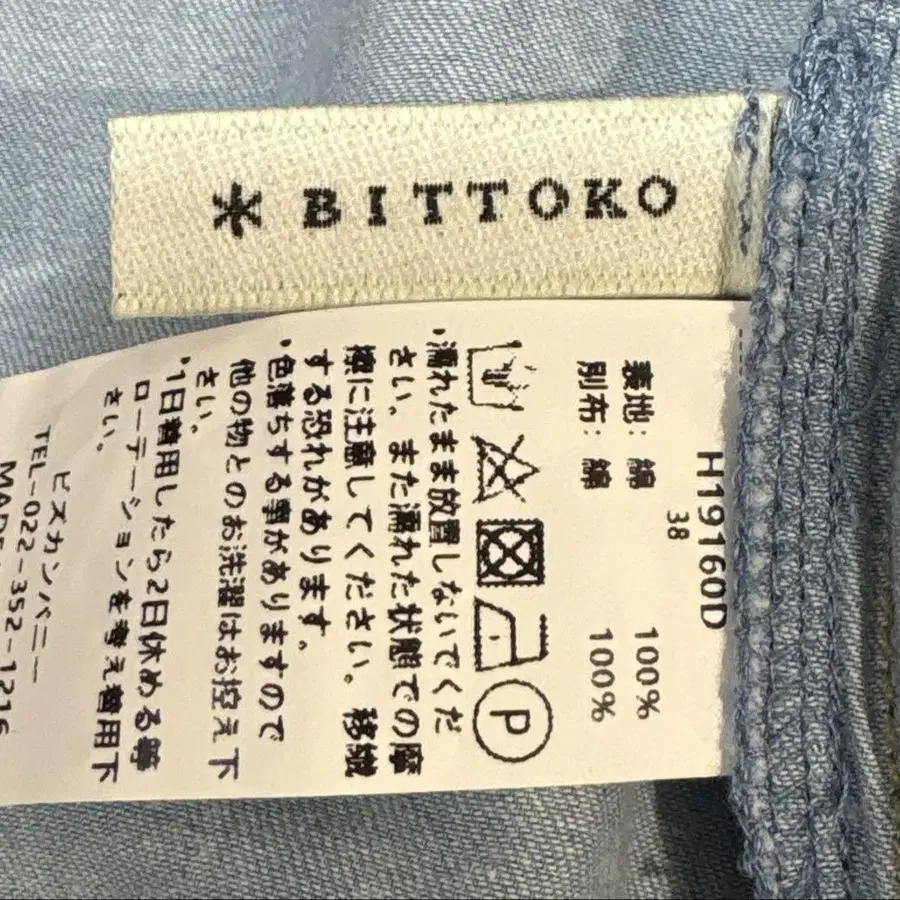 * BITTOKO
H19160D
38
表地: 綿 100%
別布: 綿 100%
P
・濡れたまま放置しないでくだ
さい。また濡れた状態での摩
擦に注意してください。移染
する恐れがあります。
・色落ちする事がありますので
他の物とのお洗濯はお控え下
さい。
・1日着用したら2日休める等
ローテーションを考え着用下
さい。
ビズカンパニー
TEL-022-352-1216